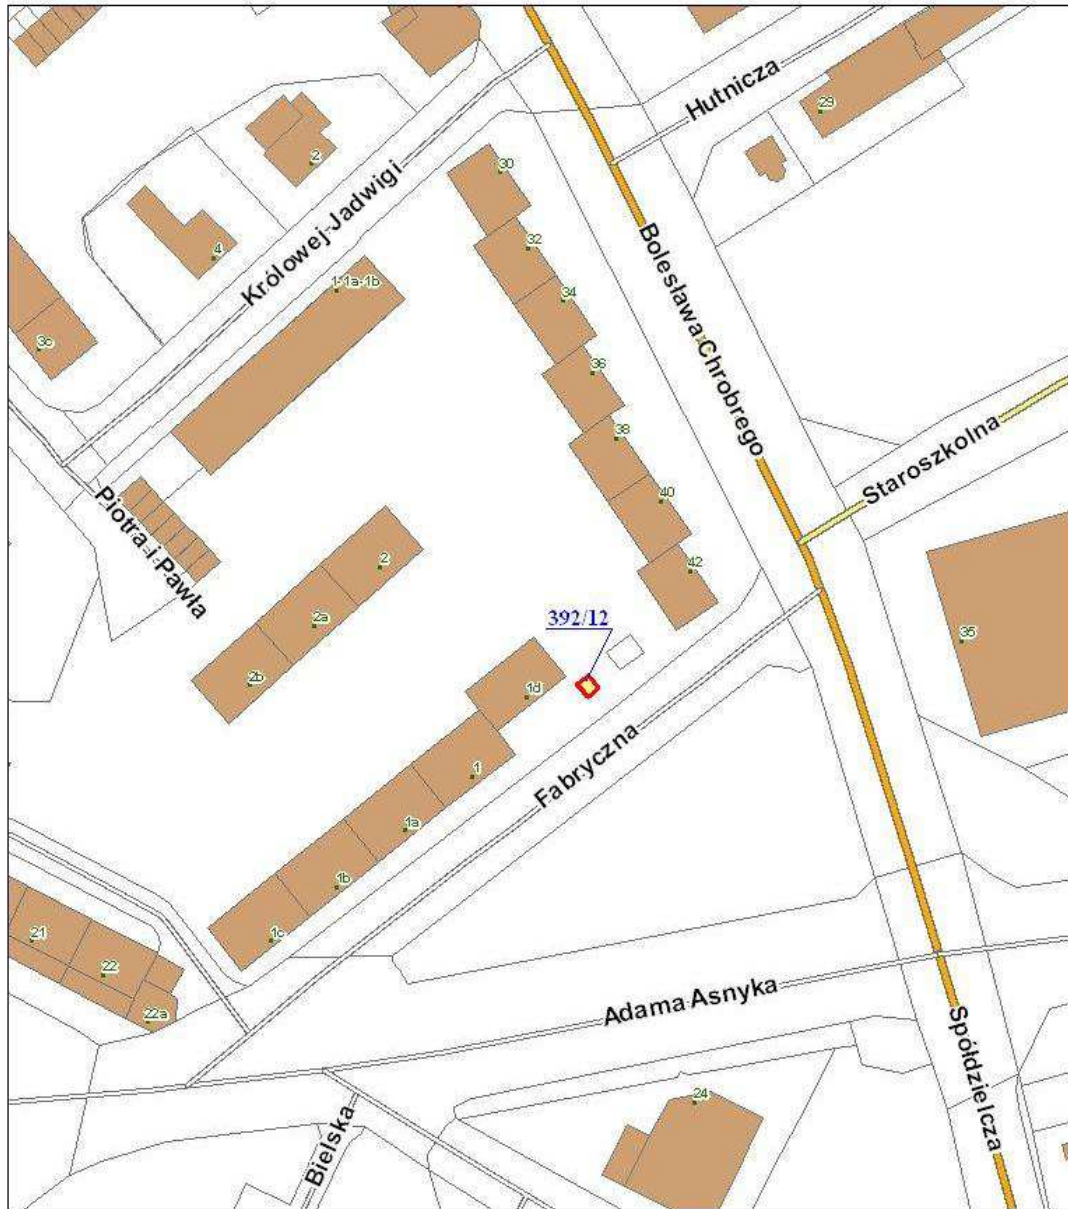 Hutnicza
29
2
30
Królowej Jadwigi
32
4
1-1a-1b
34
Bolesława Chrobrego
3c
36
38
Staroszkolna
40
Piotra i Pawła
2
42
392/12
2a
35
2b
1d
Fabryczna
1
1a
1b
21
1c
22
Adama Asnyka
22a
Spółdzielcza
24
Bielska